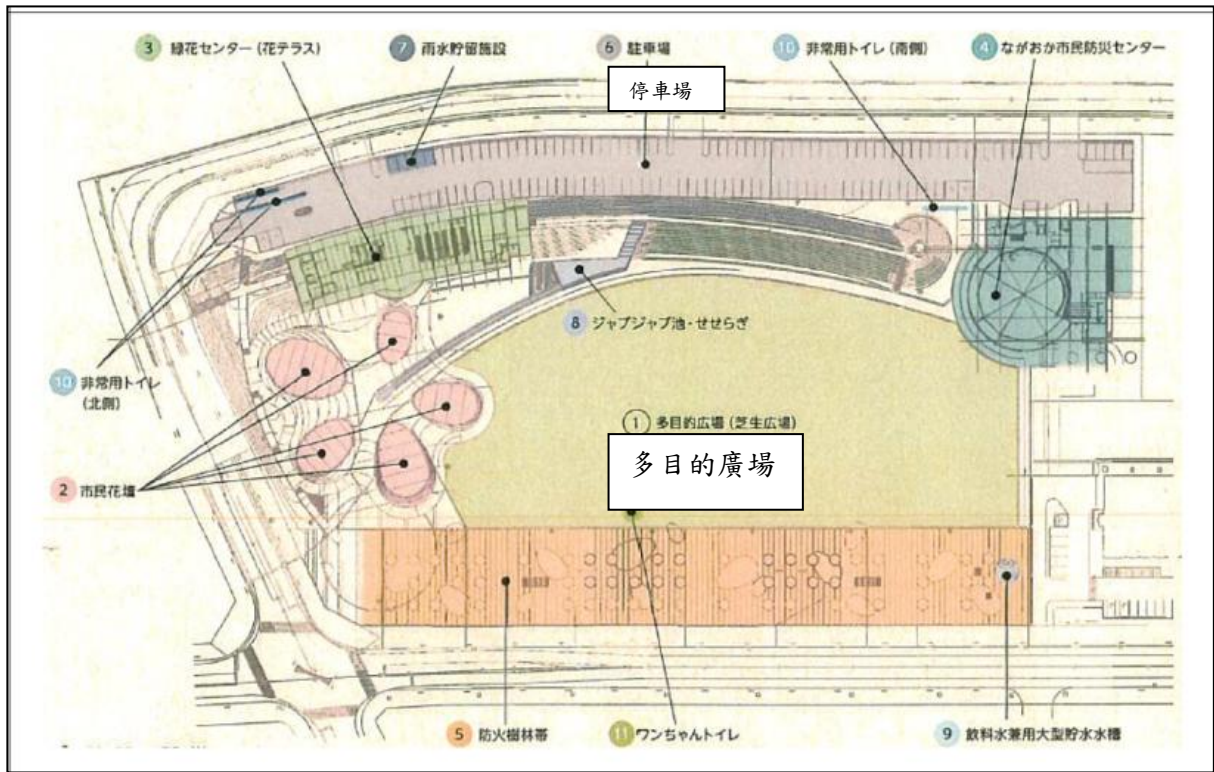 3 緑花センター (花テラス)
7 雨水貯留施設
6 駐車場
10 非常用トイレ (南側)
4 ながおか市民防災センター
停車場
8 ジャブジャブ池・せせらぎ
10 非常用トイレ
(北側)
1 多目的広場 (芝生広場)
多目的廣場
2 市民花壇
5 防火樹林帯
11 ワンちゃんトイレ
9 飲料水兼用大型貯水水槽